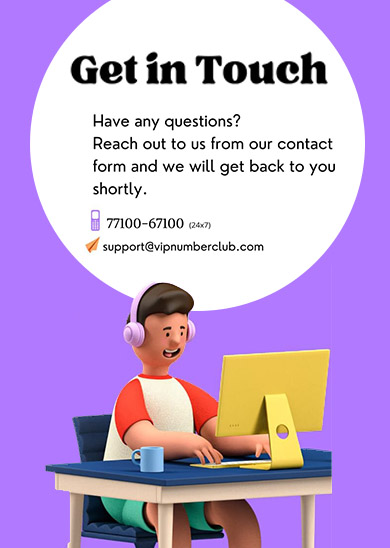 Get in Touch
Have any questions?
Reach out to us from our contact
form and we will get back to you
shortly.
77100-67100 (24x7)
support@vipnumberclub.com